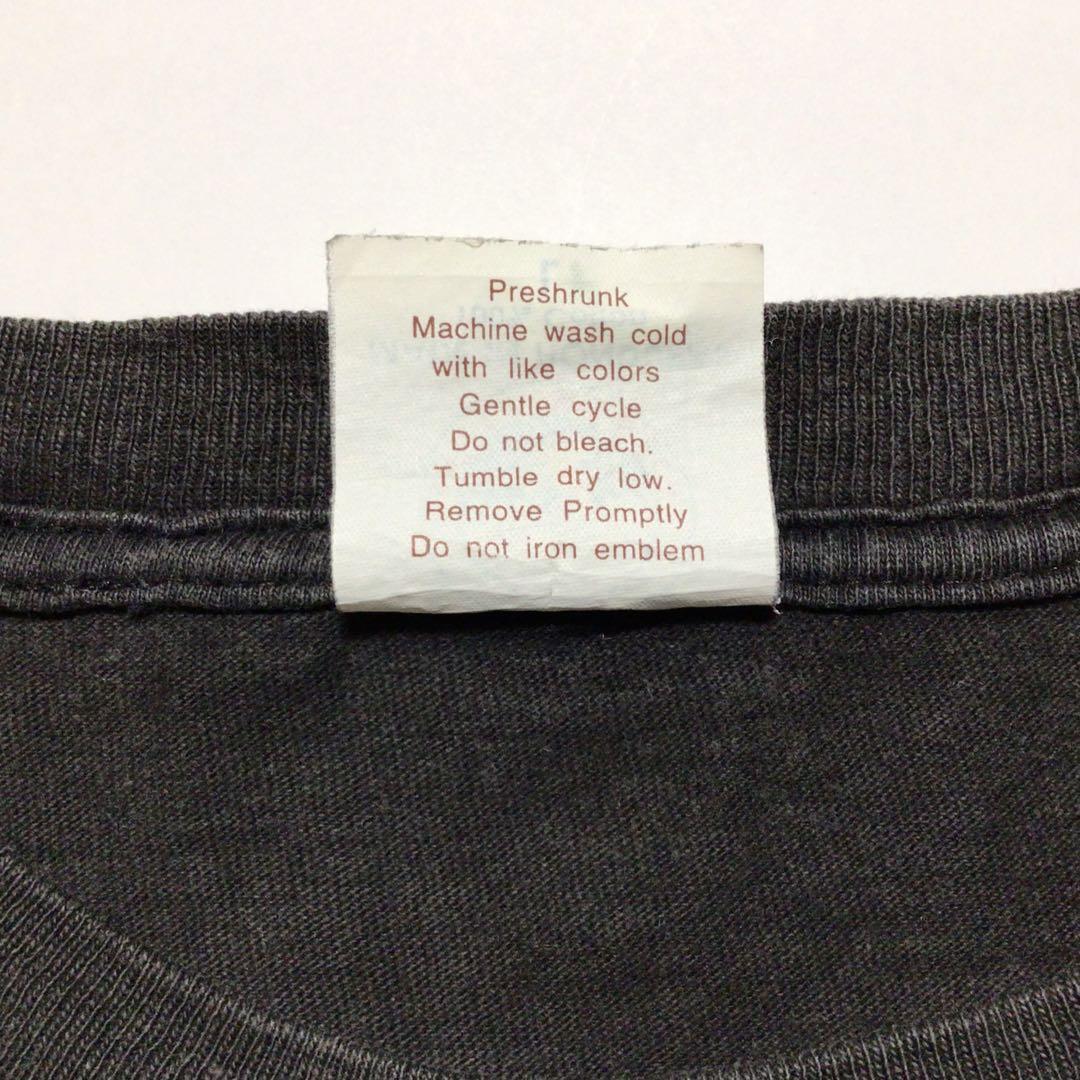 Preshrunk
Machine wash cold
with like colors
Gentle cycle
Do not bleach.
Tumble dry low.
Remove Promptly
Do not iron emblem